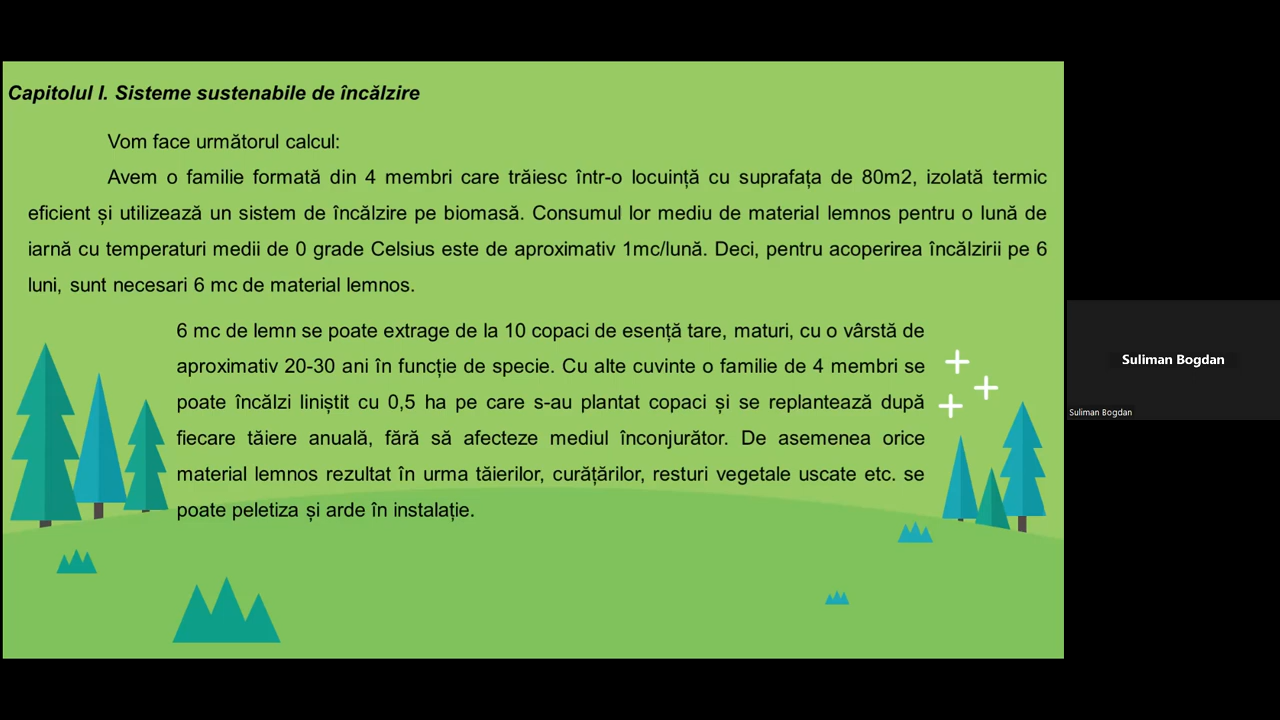 Capitolul I. Sisteme sustenabile de încălzire
Vom face următorul calcul:
Avem o familie formată din 4 membri care trăiesc într-o locuință cu suprafața de 80m2, izolată termic
eficient și utilizează un sistem de încălzire pe biomasă. Consumul lor mediu de material lemnos pentru o lună de
iarnă cu temperaturi medii de 0 grade Celsius este de aproximativ 1mc/lună. Deci, pentru acoperirea încălzirii pe 6
luni, sunt necesari 6 mc de material lemnos.
6 mc de lemn se poate extrage de la 10 copaci de esență tare, maturi, cu o vârstă de
aproximativ 20-30 ani în funcție de specie. Cu alte cuvinte o familie de 4 membri se
poate încălzi liniștit cu 0,5 ha pe care s-au plantat copaci și se replantează după
fiecare tăiere anuală, fără să afecteze mediul înconjurător. De asemenea orice
material lemnos rezultat în urma tăierilor, curățărilor, resturi vegetale uscate etc. se
poate peletiza și arde în instalație.
Suliman Bogdan
Suliman Bogdan